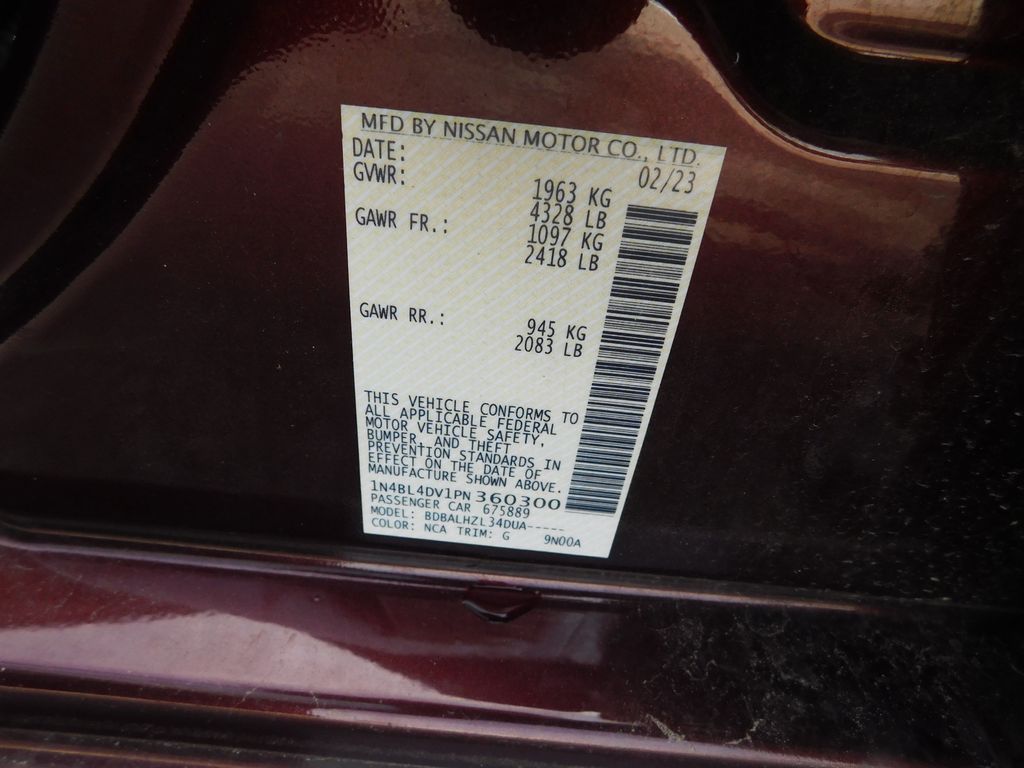 MFD BY NISSAN MOTOR CO., LTD.
DATE: 02/23
GVWR: 1963 KG
4328 LB
GAWR FR.: 1097 KG
2418 LB
GAWR RR.: 945 KG
2083 LB
THIS VEHICLE CONFORMS TO
ALL APPLICABLE FEDERAL
MOTOR VEHICLE SAFETY,
BUMPER, AND THEFT
PREVENTION STANDARDS IN
EFFECT ON THE DATE OF
MANUFACTURE SHOWN ABOVE.
1N4BL4DV1PN360300
PASSENGER CAR 675889
MODEL: BDBALHZL34DUA-----
COLOR: NCA TRIM: G 9N00A